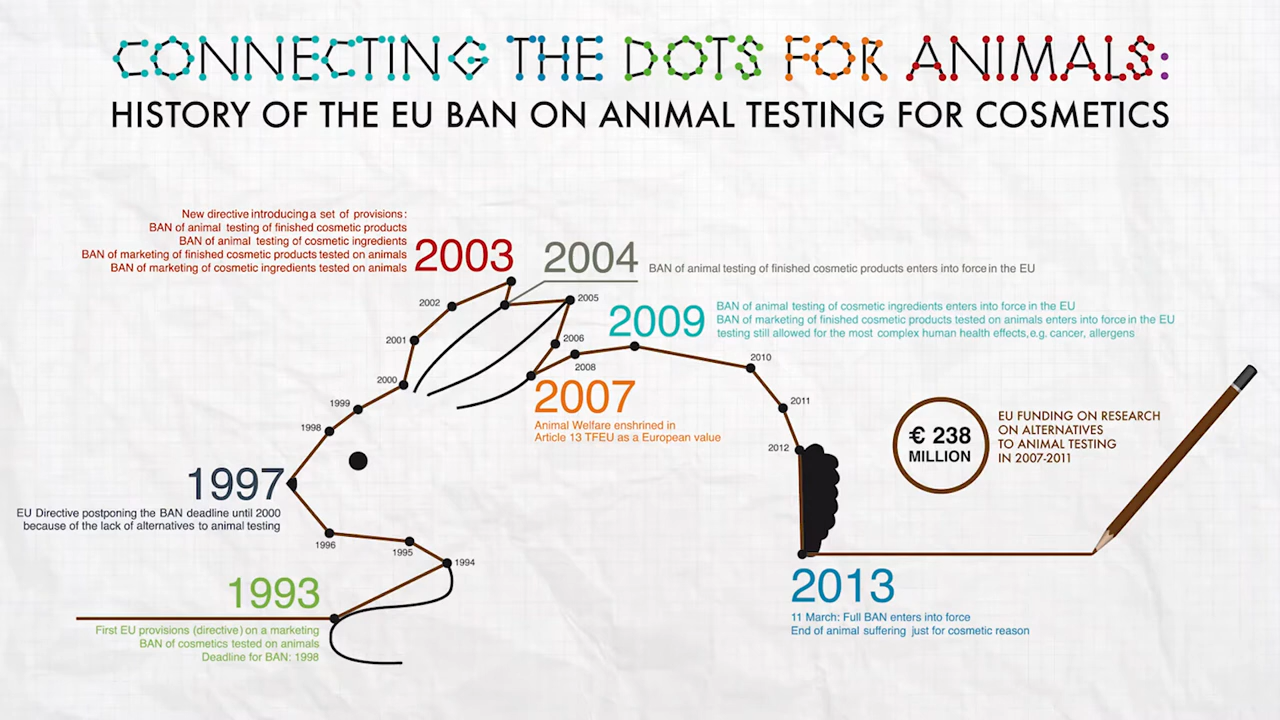 CONNECTING THE DOTS FOR ANIMALS:
HISTORY OF THE EU BAN ON ANIMAL TESTING FOR COSMETICS
New directive introducing a set of provisions:
BAN of animal testing of finished cosmetic products
BAN of animal testing of cosmetic ingredients
BAN of marketing of finished cosmetic products tested on animals
BAN of marketing of cosmetic ingredients tested on animals
2003
2004
BAN of animal testing of finished cosmetic products enters into force in the EU
2002
2005
2009
BAN of animal testing of cosmetic ingredients enters into force in the EU
BAN of marketing of finished cosmetic products tested on animals enters into force in the EU
testing still allowed for the most complex human health effects, e.g. cancer, allergens
2001
2006
2008
2010
2000
2007
Animal Welfare enshrined in
Article 13 TFEU as a European value
1999
2011
1998
2012
€ 238
MILLION
EU FUNDING ON RESEARCH
ON ALTERNATIVES
TO ANIMAL TESTING
IN 2007-2011
1997
EU Directive postponing the BAN deadline until 2000
because of the lack of alternatives to animal testing
1996
1995
1994
1993
First EU provisions (directive) on a marketing
BAN of cosmetics tested on animals
Deadline for BAN: 1998
2013
11 March: Full BAN enters into force
End of animal suffering just for cosmetic reason